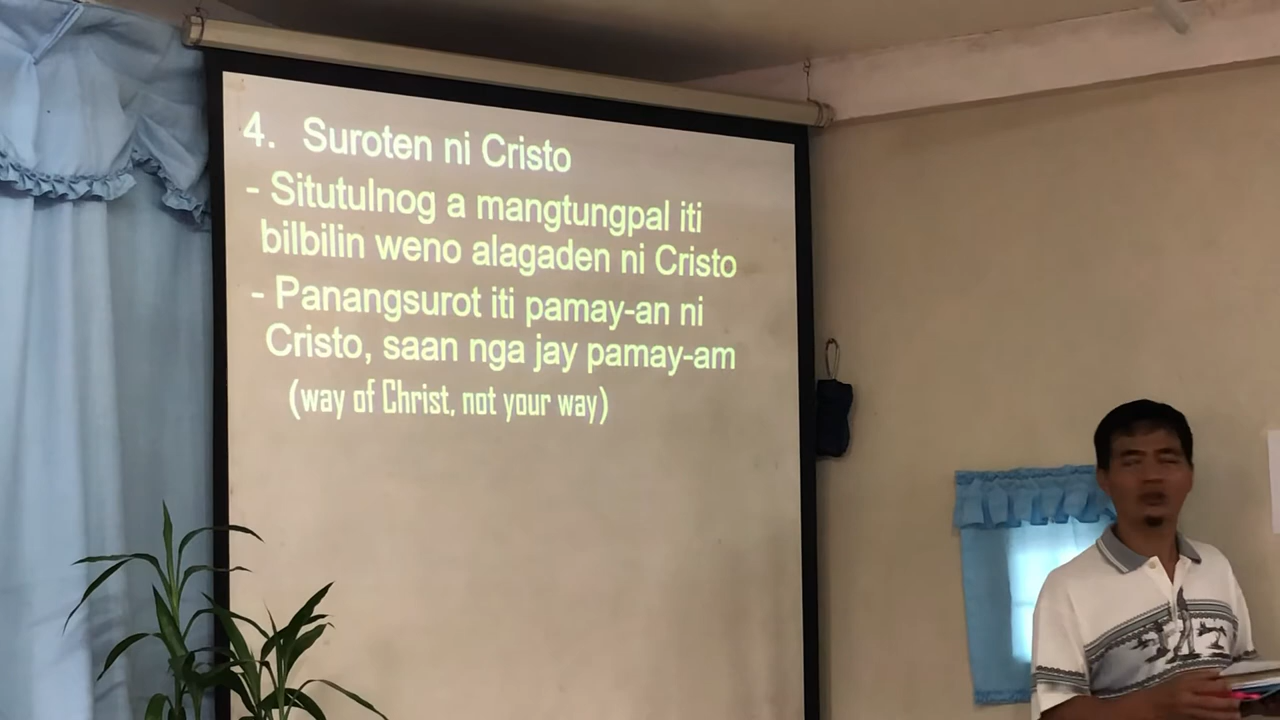 4. Suroten ni Cristo
- Situtulnog a mangtungpal iti
bilbilin weno alagaden ni Cristo
- Panangsurot iti pamay-an ni
Cristo, saan nga jay pamay-am
(way of Christ, not your way)